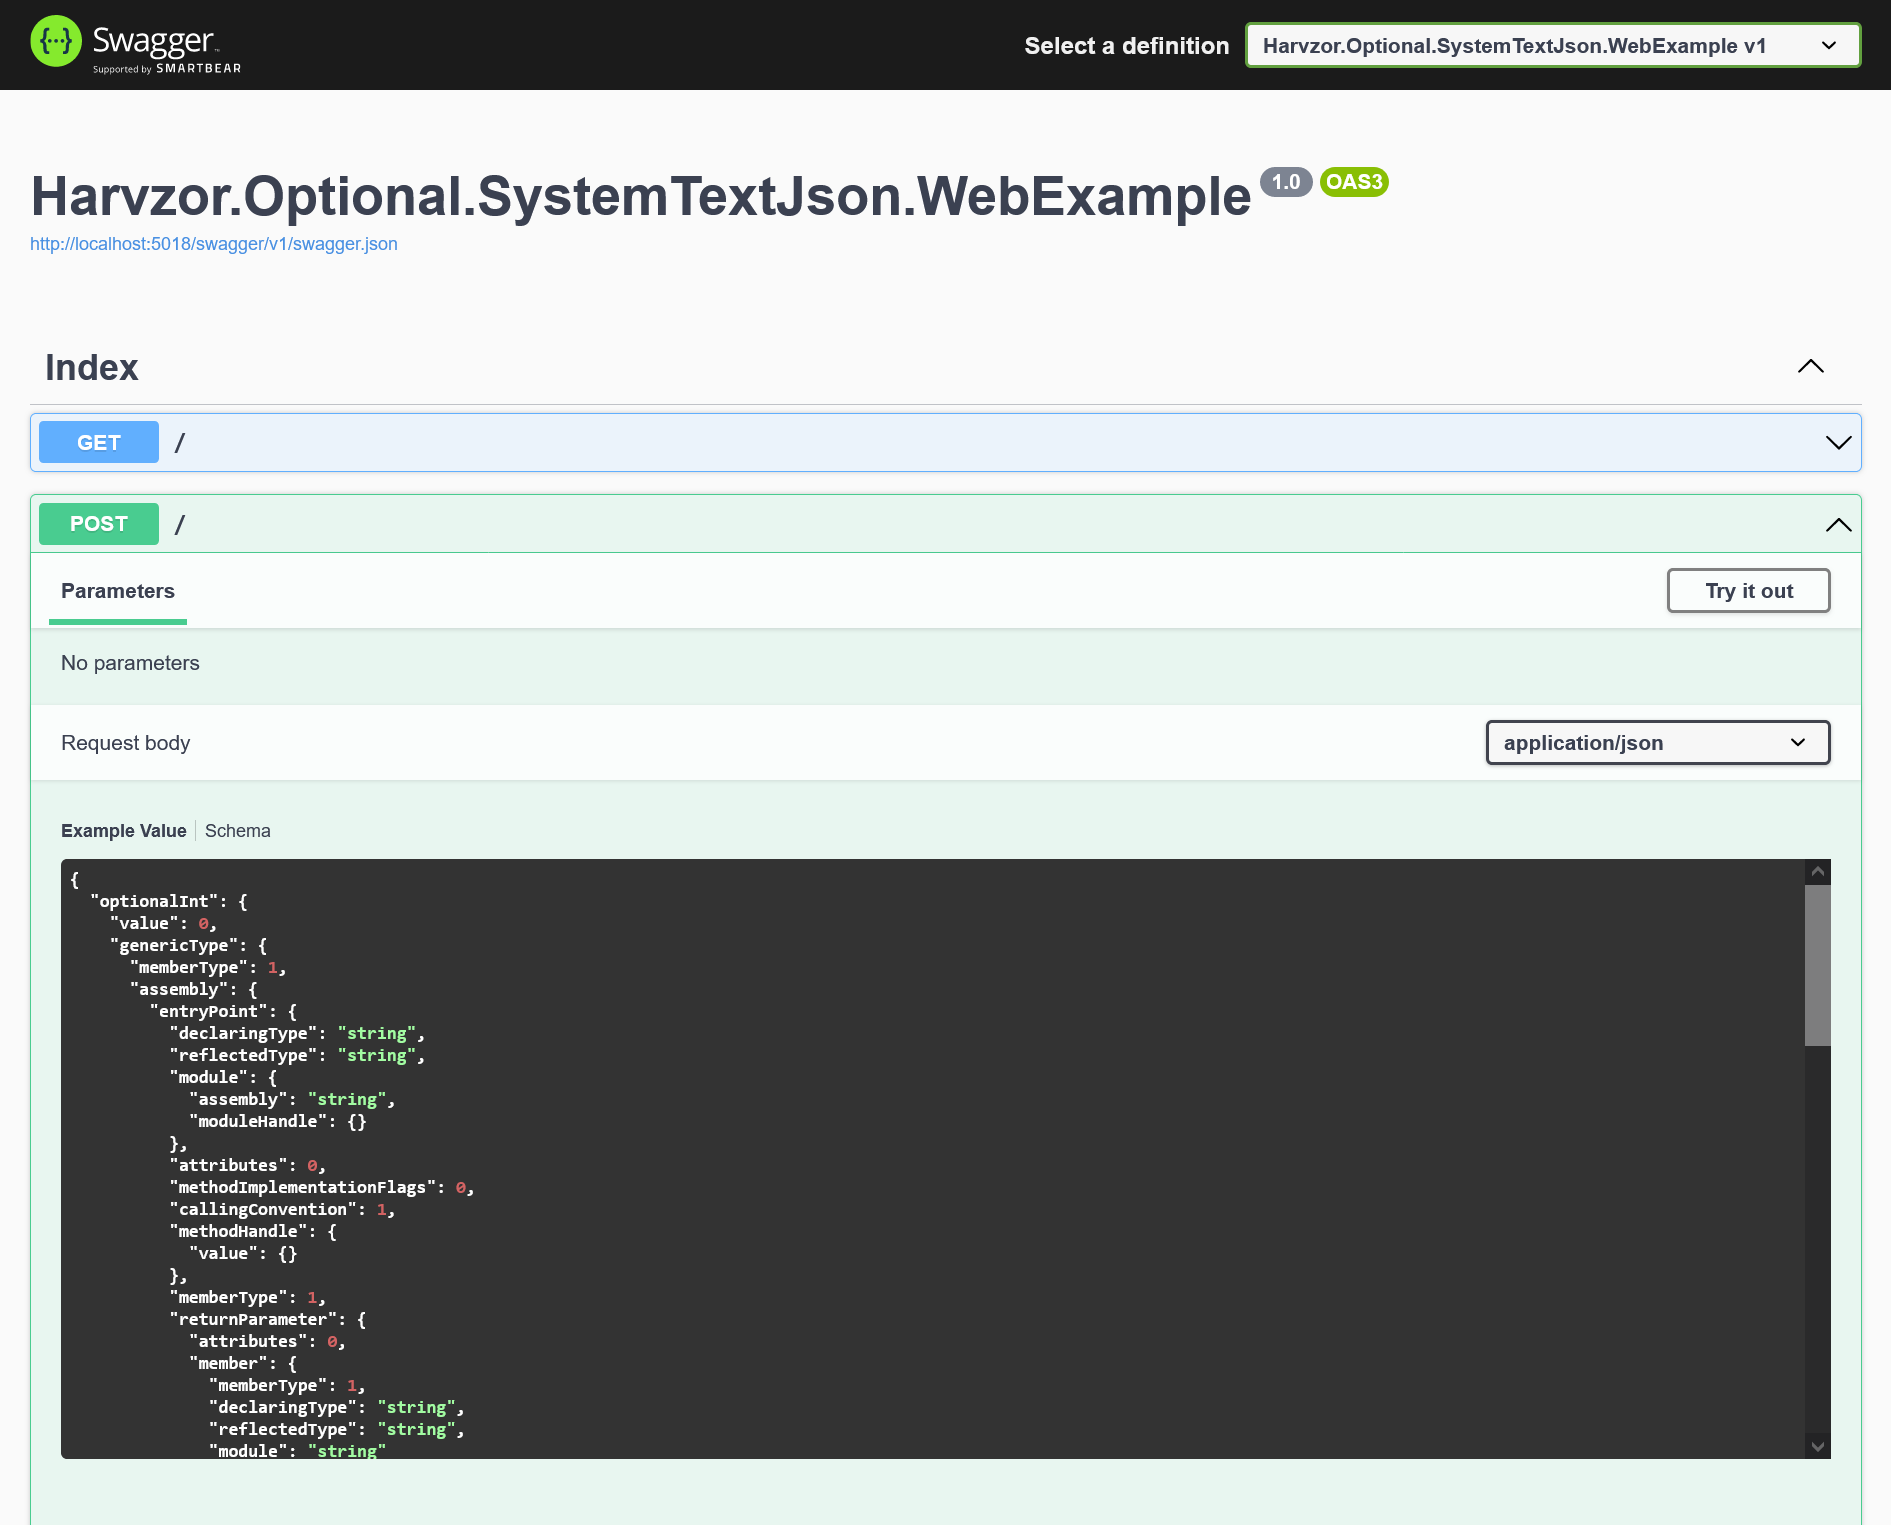 Swagger™
Supported by SMARTBEAR
Select a definition
Harvzor.Optional.SystemTextJson.WebExample v1
Harvzor.Optional.SystemTextJson.WebExample 1.0 OAS3
http://localhost:5018/swagger/v1/swagger.json
Index
GET /
POST /
Parameters
Try it out
No parameters
Request body
application/json
Example Value
Schema
{
  "optionalInt": {
    "value": 0,
    "genericType": {
      "memberType": 1,
      "assembly": {
        "entryPoint": {
          "declaringType": "string",
          "reflectedType": "string",
          "module": {
            "assembly": "string",
            "moduleHandle": {}
          },
          "attributes": 0,
          "methodImplementationFlags": 0,
          "callingConvention": 1,
          "methodHandle": {
            "value": {}
          },
          "memberType": 1,
          "returnParameter": {
            "attributes": 0,
            "member": {
              "memberType": 1,
              "declaringType": "string",
              "reflectedType": "string",
              "module": "string"